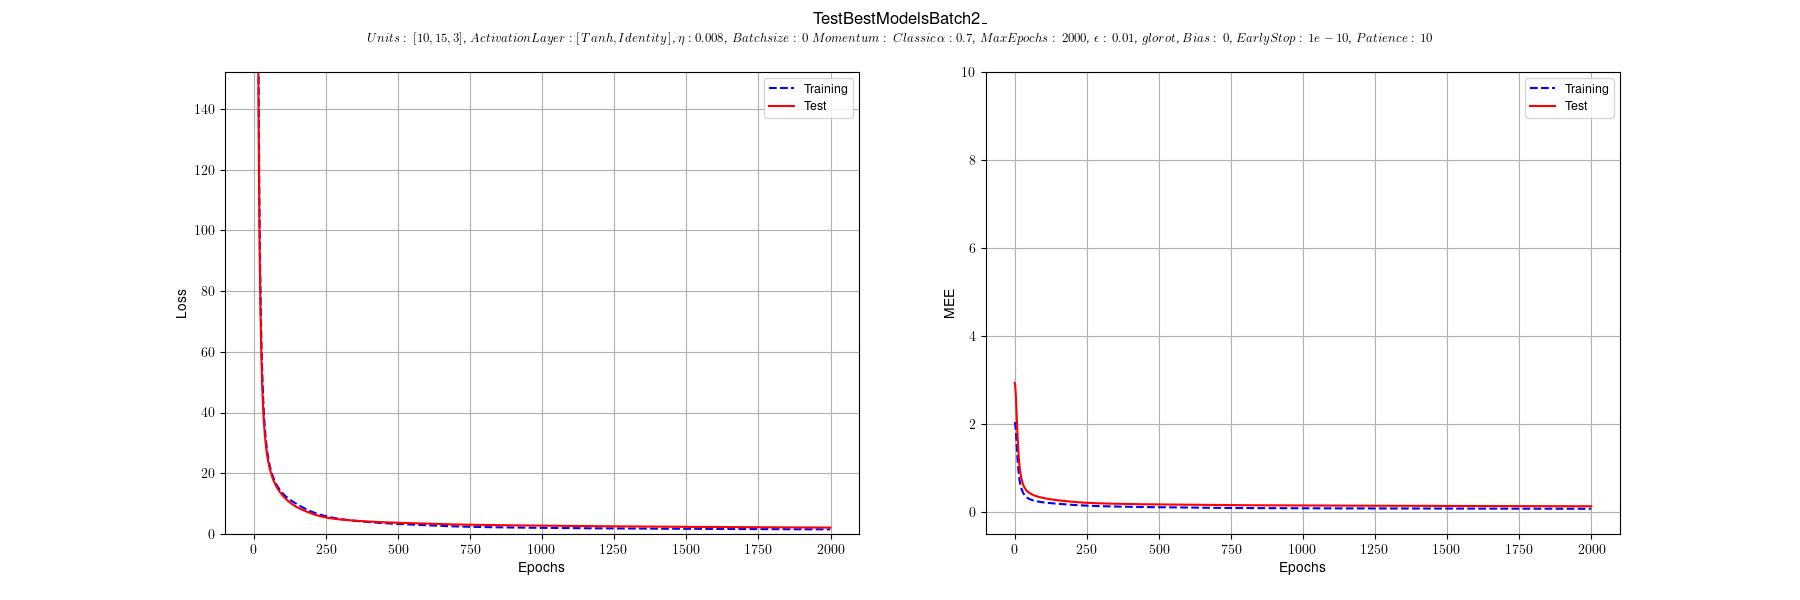 TestBestModelsBatch2_
Units : [10, 15, 3], ActivationLayer : [Tanh, Identity], η : 0.008, Batchsize : 0 Momentum : Classicα : 0.7, MaxEpochs : 2000, ϵ : 0.01, glorot, Bias : 0, EarlyStop : 1e − 10, Patience : 10
Training
Test
140
120
100
80
60
40
20
0
Loss
0 250 500 750 1000 1250 1500 1750 2000
Epochs
Training
Test
10
8
6
4
2
0
MEE
0 250 500 750 1000 1250 1500 1750 2000
Epochs